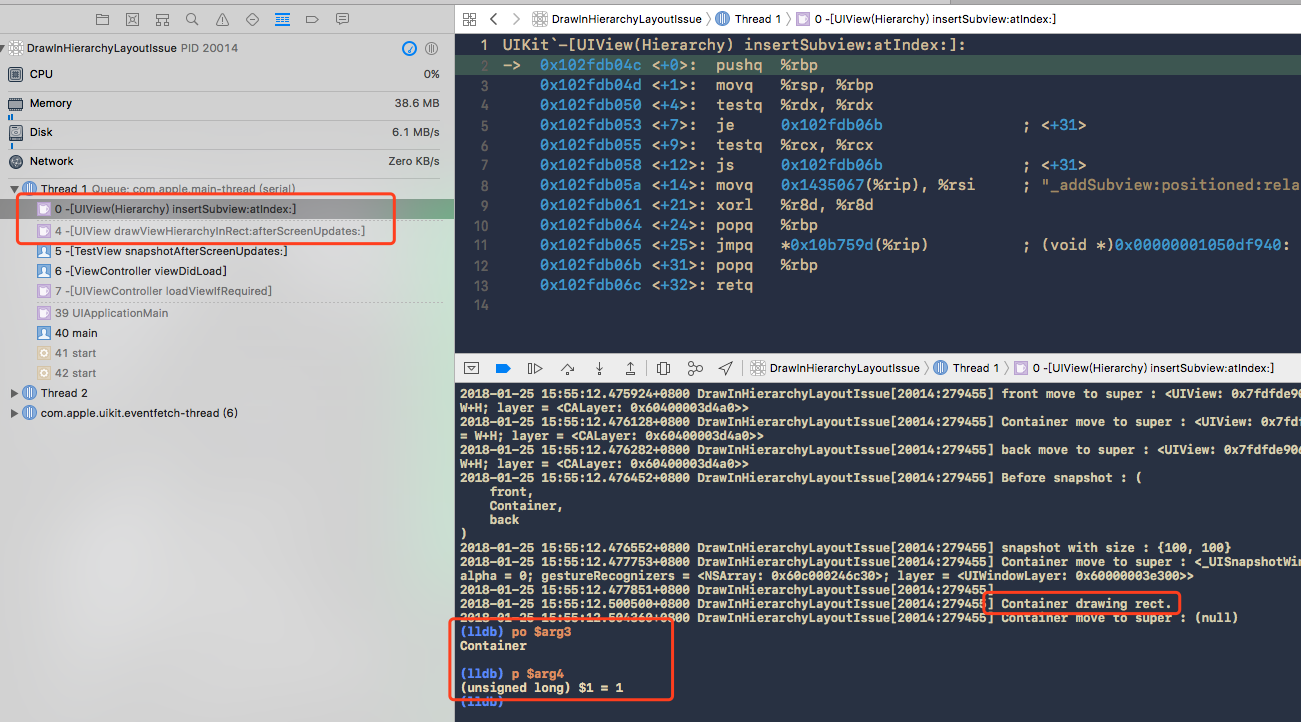 DrawInHierarchyLayoutIssue PID 20014
CPU 0%
Memory 38.6 MB
Disk 6.1 MB/s
Network Zero KB/s
Thread 1 Queue: com.apple.main-thread (serial)
0 -[UIView(Hierarchy) insertSubview:atIndex:]
4 -[UIView drawViewHierarchyInRect:afterScreenUpdates:]
5 -[TestView snapshotAfterScreenUpdates:]
6 -[ViewController viewDidLoad]
7 -[UIViewController loadViewIfRequired]
39 UIApplicationMain
40 main
41 start
42 start
Thread 2
com.apple.uikit.eventfetch-thread (6)
DrawInHierarchyLayoutIssue 〉 Thread 1 〉 0 -[UIView(Hierarchy) insertSubview:atIndex:]
1 UIKit`-[UIView(Hierarchy) insertSubview:atIndex:]:
2 -> 0x102fdb04c <+0>: pushq %rbp
3 0x102fdb04d <+1>: movq %rsp, %rbp
4 0x102fdb050 <+4>: testq %rdx, %rdx
5 0x102fdb053 <+7>: je 0x102fdb06b ; <+31>
6 0x102fdb055 <+9>: testq %rcx, %rcx
7 0x102fdb058 <+12>: js 0x102fdb06b ; <+31>
8 0x102fdb05a <+14>: movq 0x1435067(%rip), %rsi ; "_addSubview:positioned:rela
9 0x102fdb061 <+21>: xorl %r8d, %r8d
10 0x102fdb064 <+24>: popq %rbp
11 0x102fdb065 <+25>: jmpq *0x10b759d(%rip) ; (void *)0x00000001050df940:
12 0x102fdb06b <+31>: popq %rbp
13 0x102fdb06c <+32>: retq
14
DrawInHierarchyLayoutIssue 〉 Thread 1 〉 0 -[UIView(Hierarchy) insertSubview:atIndex:]
2018-01-25 15:55:12.475924+0800 DrawInHierarchyLayoutIssue[20014:279455] front move to super : <UIView: 0x7fdfde90
W+H; layer = <CALayer: 0x60400003d4a0>>
2018-01-25 15:55:12.476128+0800 DrawInHierarchyLayoutIssue[20014:279455] Container move to super : <UIView: 0x7fdf
= W+H; layer = <CALayer: 0x60400003d4a0>>
2018-01-25 15:55:12.476282+0800 DrawInHierarchyLayoutIssue[20014:279455] back move to super : <UIView: 0x7fdfde90
W+H; layer = <CALayer: 0x60400003d4a0>>
2018-01-25 15:55:12.476452+0800 DrawInHierarchyLayoutIssue[20014:279455] Before snapshot : (
front,
Container,
back
)
2018-01-25 15:55:12.476552+0800 DrawInHierarchyLayoutIssue[20014:279455] snapshot with size : {100, 100}
2018-01-25 15:55:12.477753+0800 DrawInHierarchyLayoutIssue[20014:279455] Container move to super : <_UISnapshotWin
alpha = 0; gestureRecognizers = <NSArray: 0x60c000246c30>; layer = <UIWindowLayer: 0x60000003e300>>
2018-01-25 15:55:12.477851+0800 DrawInHierarchyLayoutIssue[20014:279455]
2018-01-25 15:55:12.500500+0800 DrawInHierarchyLayoutIssue[20014:279455] Container drawing rect.
2018-01-25 15:55:12.504360+0800 DrawInHierarchyLayoutIssue[20014:279455] Container move to super : (null)
(lldb) po $arg3
Container
(lldb) p $arg4
(unsigned long) $1 = 1
(lldb)